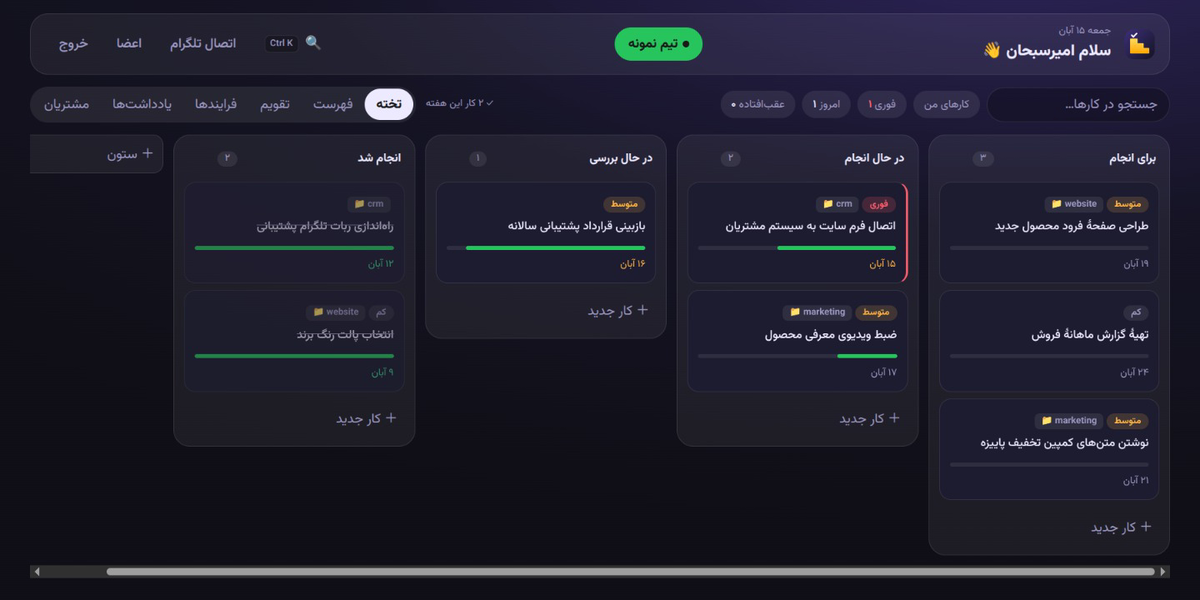 جمعه ۱۵ آبان
سلام امیرسبحان 👋
● تیم نمونه
🔍 Ctrl K
اتصال تلگرام
اعضا
خروج
جستجو در کارها...
کارهای من
فوری ۱
امروز ۱
عقب‌افتاده ۰
✓ ۲ کار این هفته
تخته
فهرست
تقویم
فرایندها
یادداشت‌ها
مشتریان
برای انجام ۳
متوسط 📁 website
طراحی صفحهٔ فرود محصول جدید
۱۹ آبان
کم
تهیهٔ گزارش ماهانهٔ فروش
۲۴ آبان
متوسط 📁 marketing
نوشتن متن‌های کمپین تخفیف پاییزه
۲۱ آبان
+ کار جدید
در حال انجام ۲
فوری 📁 crm
اتصال فرم سایت به سیستم مشتریان
۱۵ آبان
متوسط 📁 marketing
ضبط ویدیوی معرفی محصول
۱۷ آبان
+ کار جدید
در حال بررسی ۱
متوسط
بازبینی قرارداد پشتیبانی سالانه
۱۶ آبان
+ کار جدید
انجام شد ۲
📁 crm
راه‌اندازی ربات تلگرام پشتیبانی
۱۲ آبان
کم 📁 website
انتخاب پالت رنگ برند
۹ آبان
+ کار جدید
+ ستون